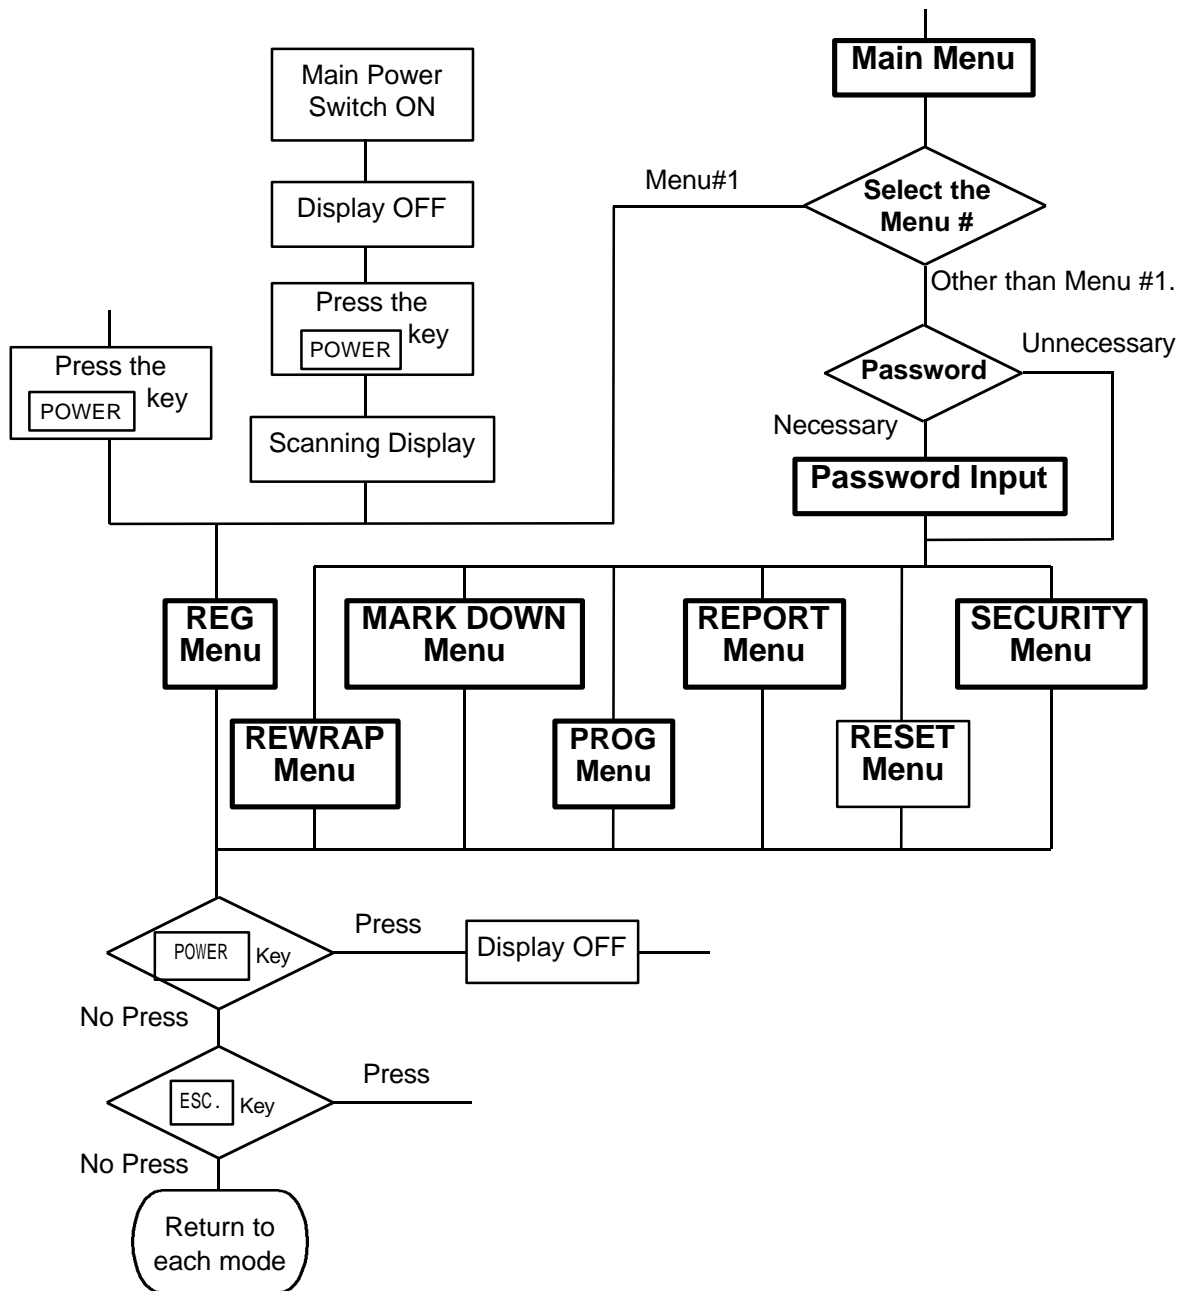 Main Menu
Main Power
Switch ON
Menu#1
Select the
Menu #
Display OFF
Other than Menu #1.
Press the
POWER key
Unnecessary
Press the
POWER key
Password
Necessary
Scanning Display
Password Input
REG
Menu
MARK DOWN
Menu
REPORT
Menu
SECURITY
Menu
REWRAP
Menu
PROG
Menu
RESET
Menu
POWER Key
Press
Display OFF
No Press
ESC. Key
Press
No Press
Return to
each mode